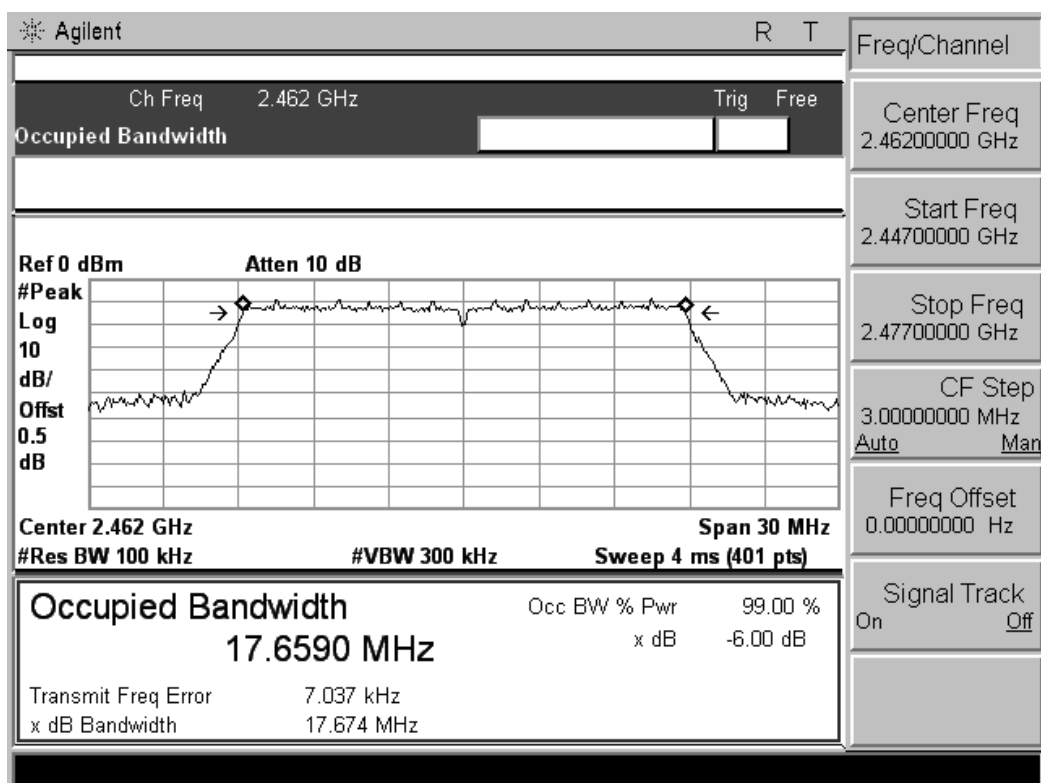 Agilent R T
Ch Freq 2.462 GHz Trig Free
Occupied Bandwidth
Ref 0 dBm Atten 10 dB
#Peak
Log
10
dB/
Offst
0.5
dB
Center 2.462 GHz Span 30 MHz
#Res BW 100 kHz #VBW 300 kHz Sweep 4 ms (401 pts)
Occupied Bandwidth
17.6590 MHz
Occ BW % Pwr 99.00 %
x dB -6.00 dB
Transmit Freq Error 7.037 kHz
x dB Bandwidth 17.674 MHz
Freq/Channel
Center Freq
2.46200000 GHz
Start Freq
2.44700000 GHz
Stop Freq
2.47700000 GHz
CF Step
3.00000000 MHz
Auto Man
Freq Offset
0.00000000 Hz
Signal Track
On Off